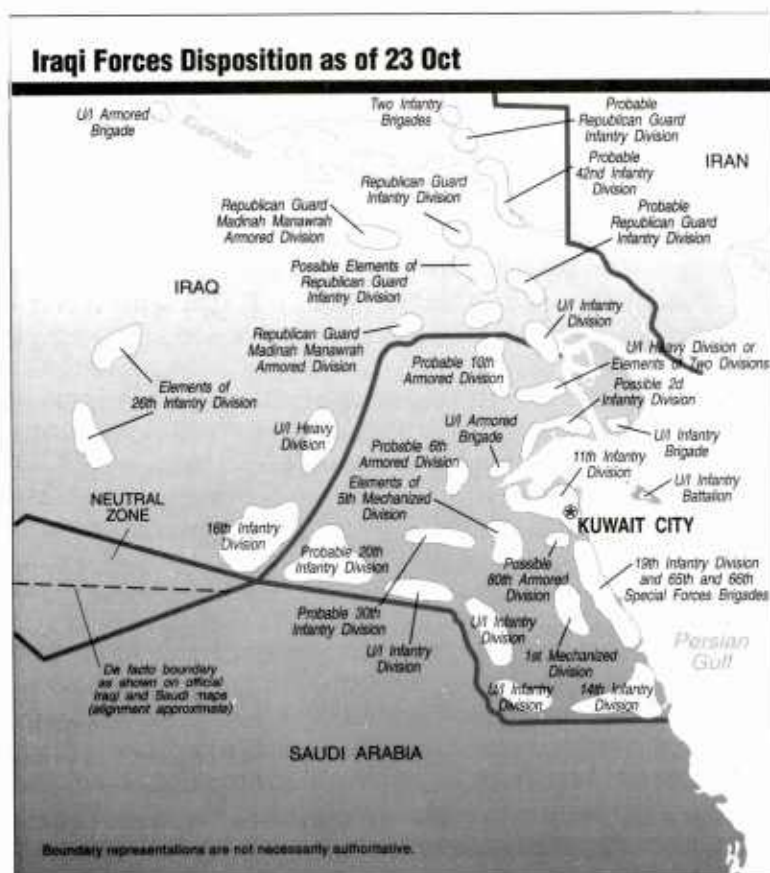 Iraqi Forces Disposition as of 23 Oct
U/I Armored
Brigade
Euphrates
Two Infantry
Brigades
Probable
Republican Guard
Infantry Division
IRAN
Probable
42nd Infantry
Division
Republican Guard
Infantry Division
Republican Guard
Madinah Manawrah
Armored Division
Probable
Republican Guard
Infantry Division
Possible Elements of
Republican Guard
Infantry Division
IRAQ
U/I Infantry
Division
Republican Guard
Madinah Manawrah
Armored Division
Probable 10th
Armored Division
U/I Heavy Division or
Elements of Two Divisions
Possible 2d
Infantry Division
Elements of
26th Infantry Division
U/I Heavy
Division
U/I Armored
Brigade
U/I Infantry
Brigade
Probable 6th
Armored Division
11th Infantry
Division
Elements of
5th Mechanized
Division
U/I Infantry
Battalion
NEUTRAL
ZONE
16th Infantry
Division
KUWAIT CITY
Probable 20th
Infantry Division
Possible
80th Armored
Division
19th Infantry Division
and 65th and 66th
Special Forces Brigades
Probable 30th
Infantry Division
U/I Infantry
Division
U/I Infantry
Division
1st Mechanized
Division
Persian
Gulf
De facto boundary
as shown on official
Iraqi and Saudi maps
(alignment approximate)
U/I Infantry
Division
14th Infantry
Division
SAUDI ARABIA
Boundary representations are not necessarily authoritative.